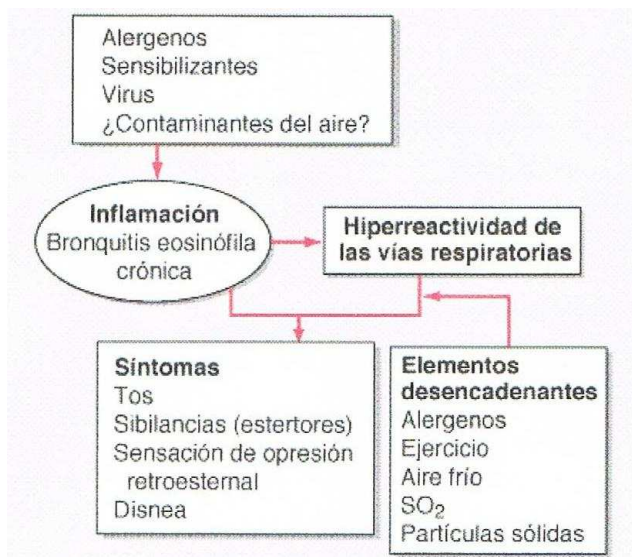 Alergenos
Sensibilizantes
Virus
¿Contaminantes del aire?
Inflamación
Bronquitis eosinófila
crónica
Hiperreactividad de
las vías respiratorias
Síntomas
Tos
Sibilancias (estertores)
Sensación de opresión
retroesternal
Disnea
Elementos
desencadenantes
Alergenos
Ejercicio
Aire frío
SO₂
Partículas sólidas